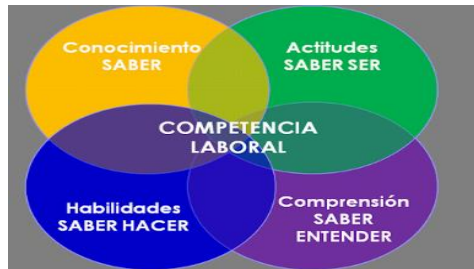 Conocimiento
SABER
Actitudes
SABER SER
COMPETENCIA
LABORAL
Habilidades
SABER HACER
Comprensión
SABER
ENTENDER